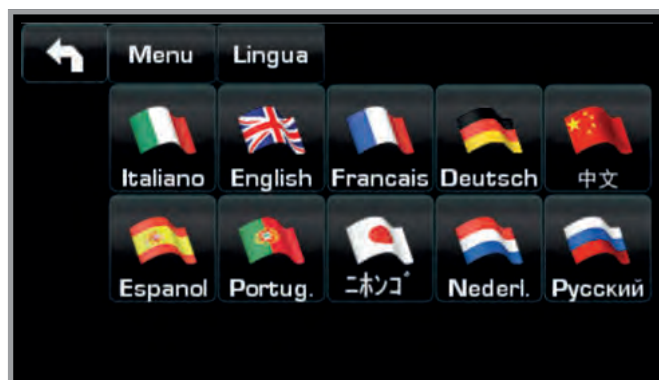 Menu Lingua
Italiano English Francais Deutsch 中文
Espanol Portug. ニホンゴ Nederl. Русский